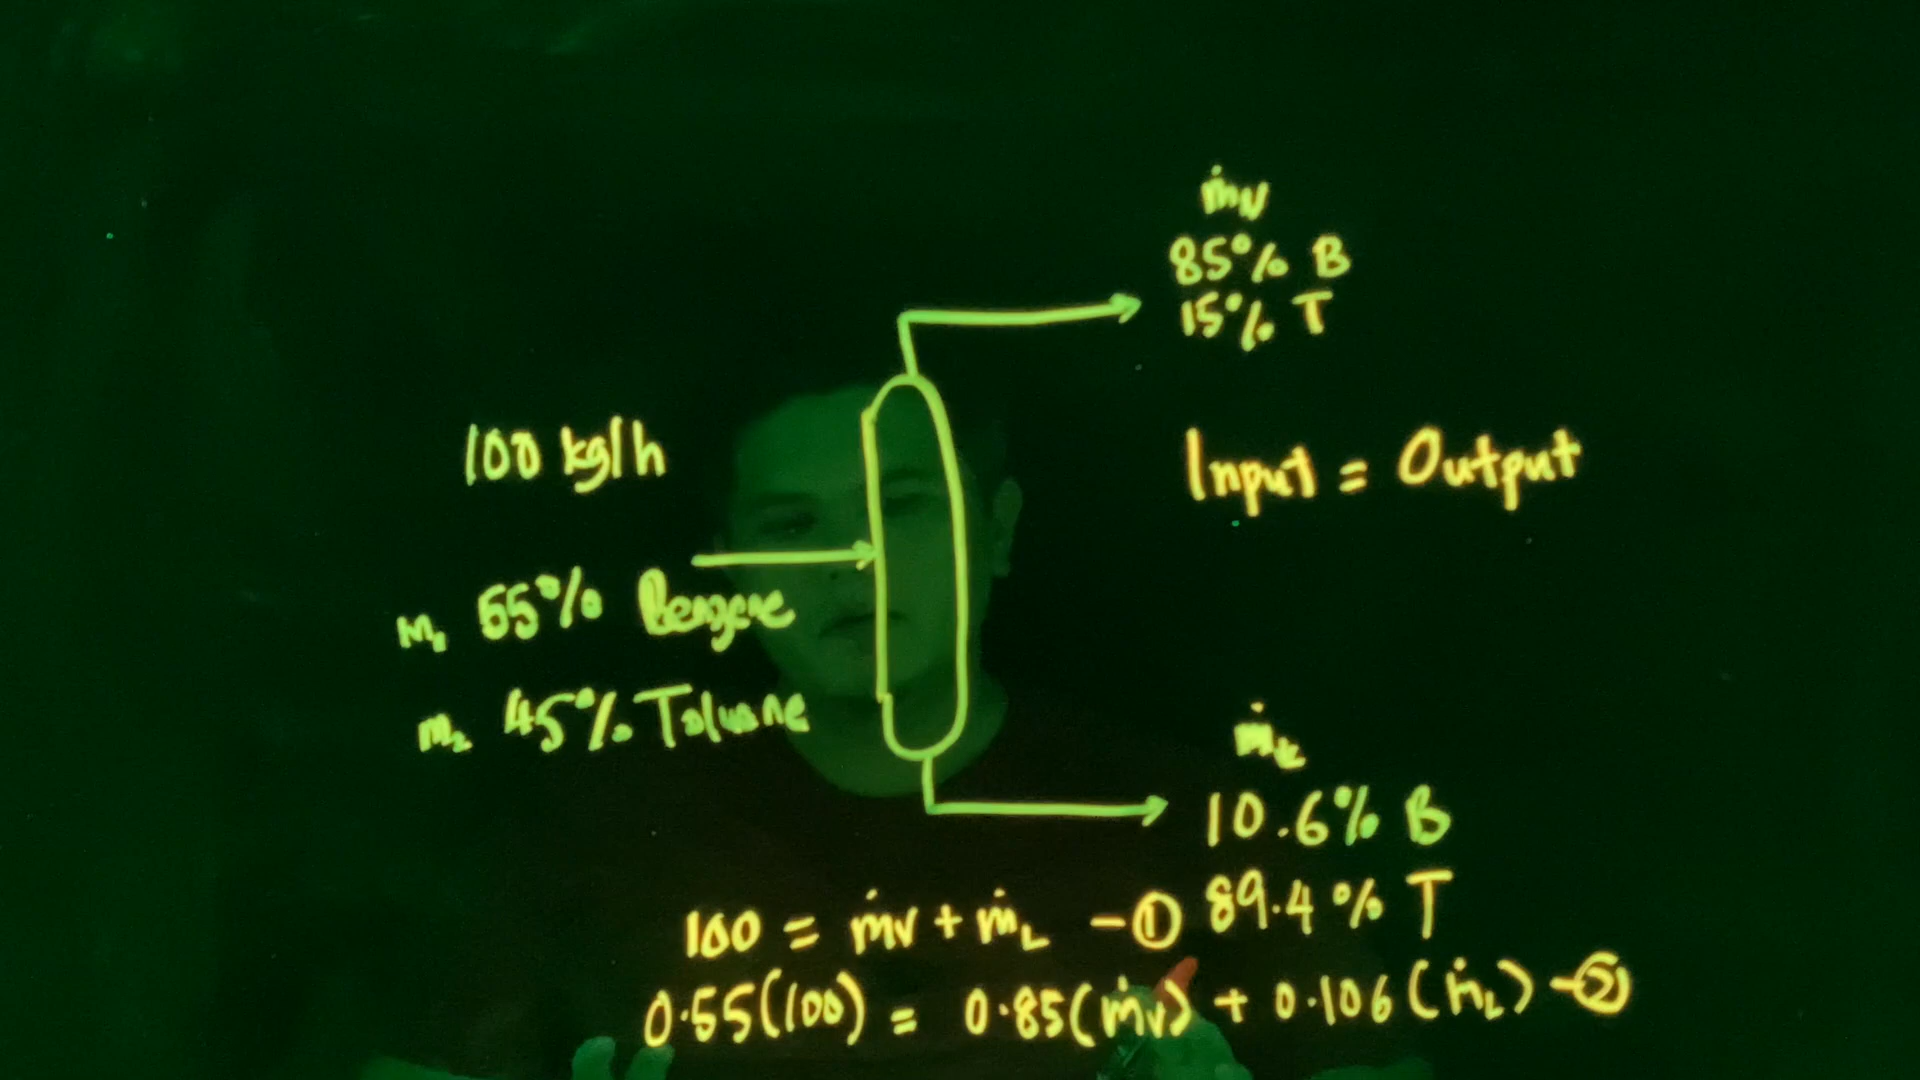 ṁv
85% B
15% T
100 kg/h
Input = Output
m₁ 55% Benzene
m₂ 45% Toluene
ṁL
10.6% B
89.4% T
100 = ṁv + ṁL - ①
0.55(100) = 0.85(ṁv) + 0.106(ṁL) - ②